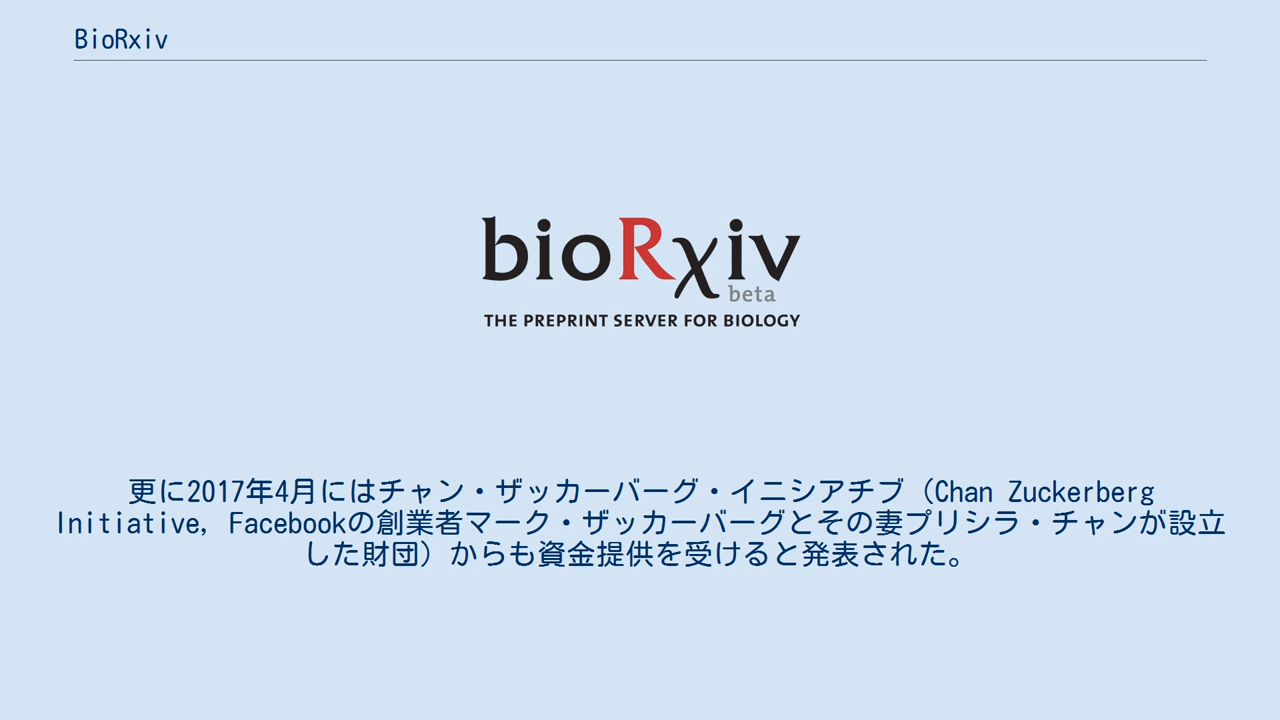 BioRxiv
bioRχiv
beta
THE PREPRINT SERVER FOR BIOLOGY
更に2017年4月にはチャン・ザッカーバーグ・イニシアチブ（Chan Zuckerberg
Initiative, Facebookの創業者マーク・ザッカーバーグとその妻プリシラ・チャンが設立
した財団）からも資金提供を受けると発表された。